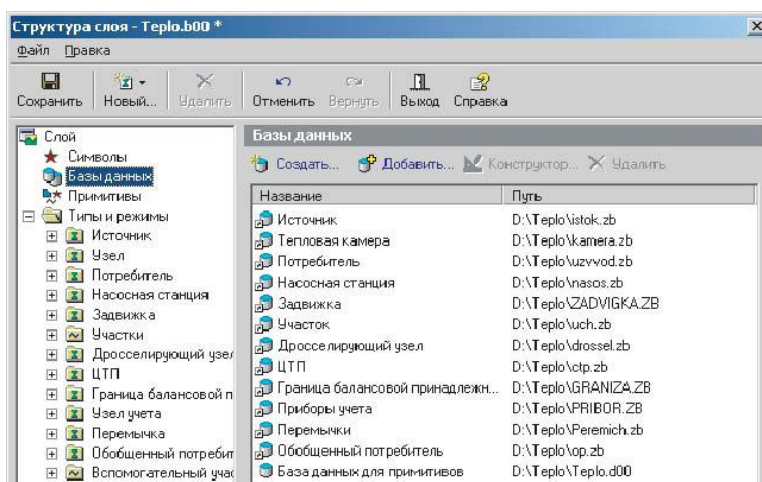 Структура слоя - Teplo.b00 *
Файл Правка
Сохранить Новый... Удалить Отменить Вернуть Выход Справка
Слой
Символы
Базы данных
Примитивы
Типы и режимы
Источник
Узел
Потребитель
Насосная станция
Задвижка
Участки
Дросселирующий узел
ЦТП
Граница балансовой п
Узел учета
Перемычка
Обобщенный потребит
Вспомогательный учас
Базы данных
Создать... Добавить... Конструктор... Удалить
Название Путь
Источник D:\Teplo\istok.zb
Тепловая камера D:\Teplo\kamera.zb
Потребитель D:\Teplo\uzvvod.zb
Насосная станция D:\Teplo\nasos.zb
Задвижка D:\Teplo\ZADVIGKA.ZB
Участок D:\Teplo\uch.zb
Дросселирующий узел D:\Teplo\drossel.zb
ЦТП D:\Teplo\ctp.zb
Граница балансовой принадлежн... D:\Teplo\GRANIZA.ZB
Приборы учета D:\Teplo\PRIBOR.ZB
Перемычки D:\Teplo\Peremich.zb
Обобщенный потребитель D:\Teplo\op.zb
База данных для примитивов D:\Teplo\Teplo.d00